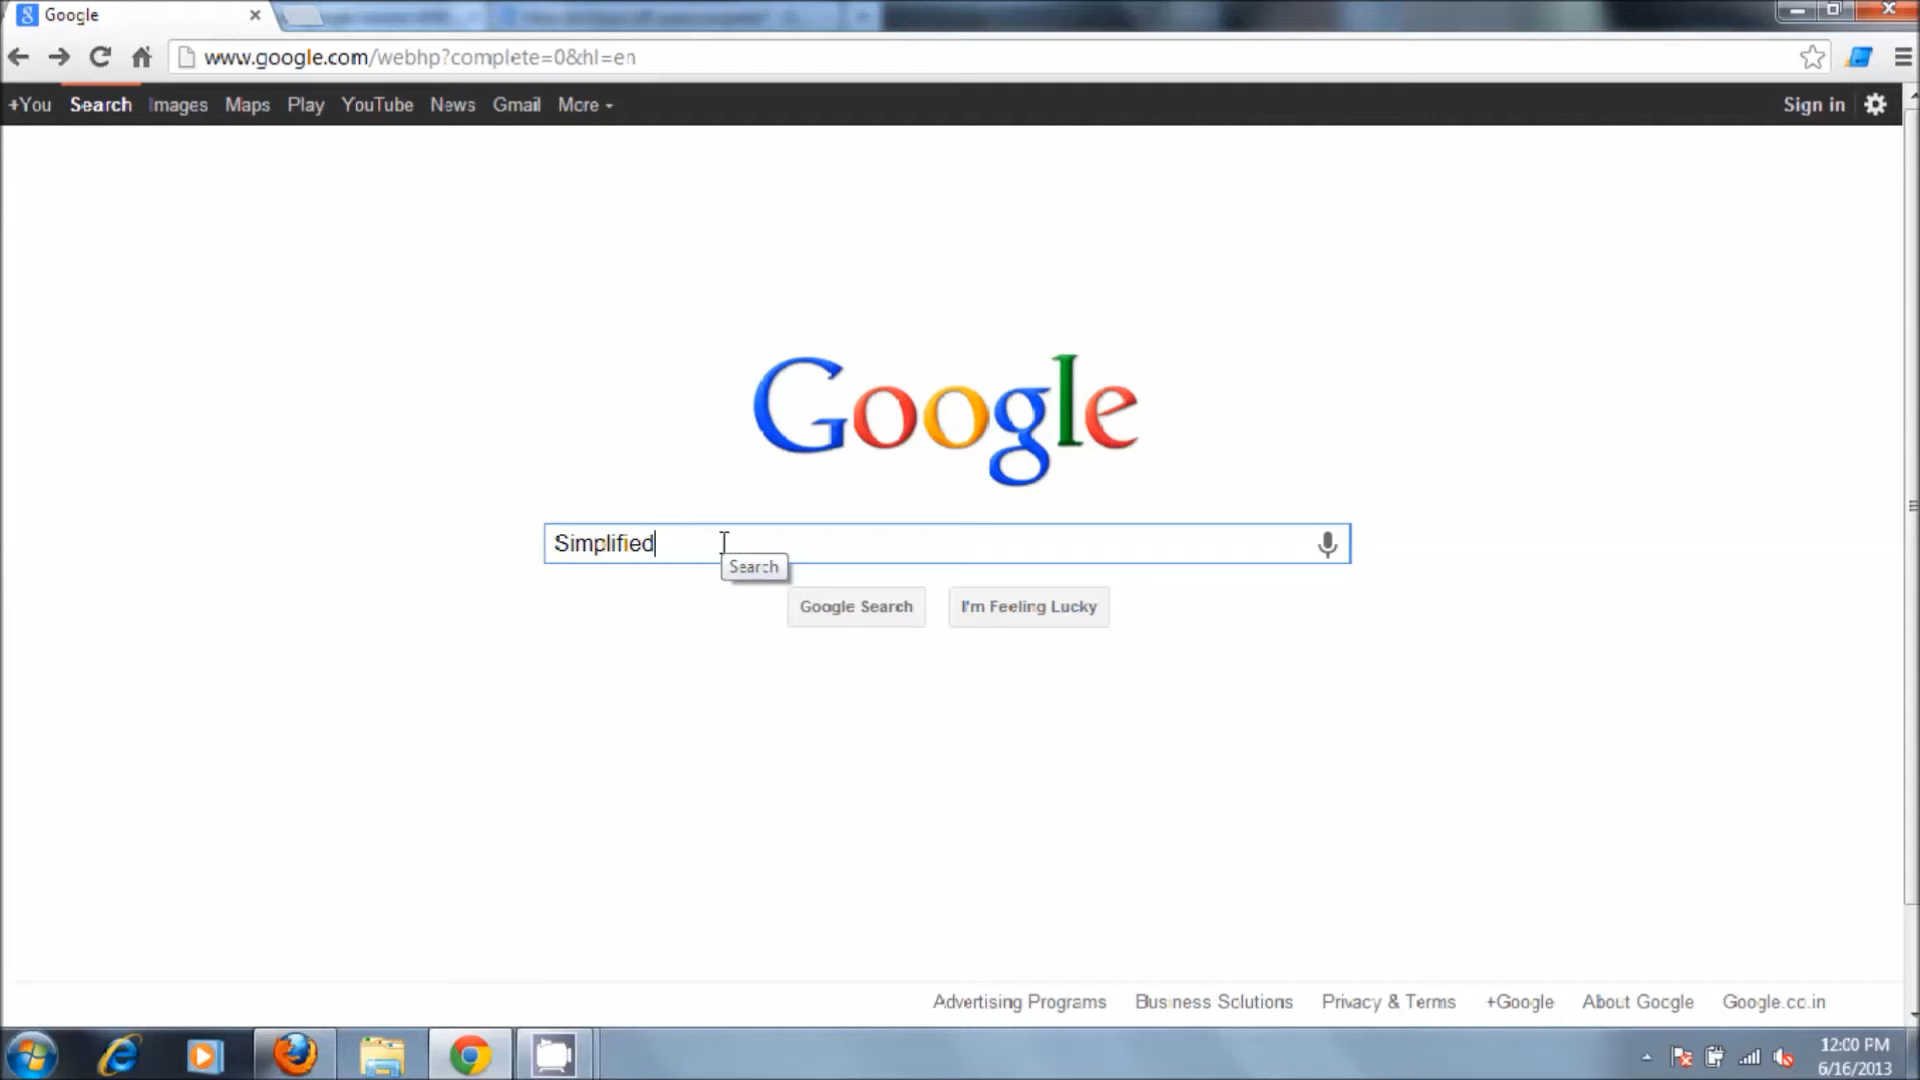 Google
www.google.com/webhp?complete=0&hl=en
+You Search Images Maps Play YouTube News Gmail More
Sign in
Google
Simplified
Search
Google Search I'm Feeling Lucky
Advertising Programs Business Solutions Privacy & Terms +Google About Google Google.co.in
12:00 PM
6/16/2013